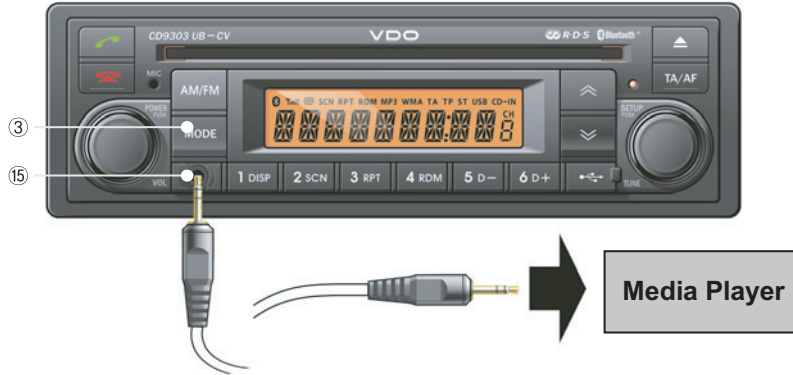 CD9303 UB – CV
VDO
R·D·S
Bluetooth
MIC
AM/FM
SCN RPT RDM MP3 WMA TA TP ST USB CD-IN
CH
TA/AF
POWER
PUSH
SETUP
PUSH
③
MODE
⑮
VOL
1 DISP
2 SCN
3 RPT
4 RDM
5 D–
6 D+
TUNE
Media Player